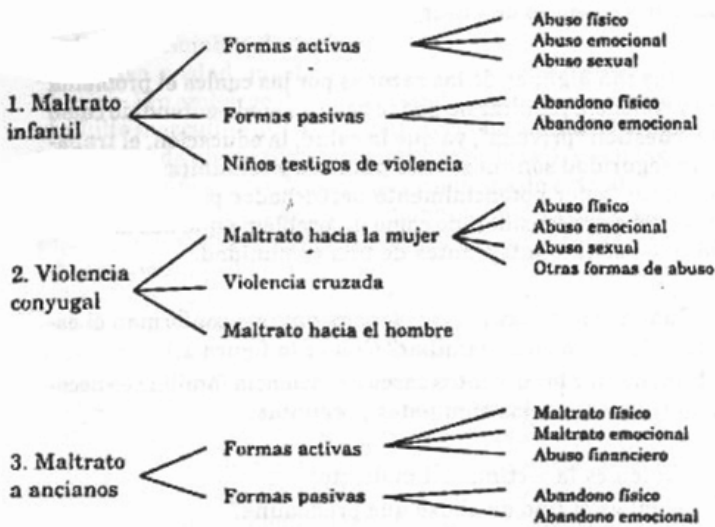 Abuso físico
Formas activas
Abuso emocional
Abuso sexual
1. Maltrato
infantil
Formas pasivas
Abandono físico
Abandono emocional
Niños testigos de violencia
Abuso físico
Maltrato hacia la mujer
Abuso emocional
Abuso sexual
Otras formas de abuso
2. Violencia
conyugal
Violencia cruzada
Maltrato hacia el hombre
Maltrato físico
Formas activas
Maltrato emocional
Abuso financiero
3. Maltrato
a ancianos
Formas pasivas
Abandono físico
Abandono emocional